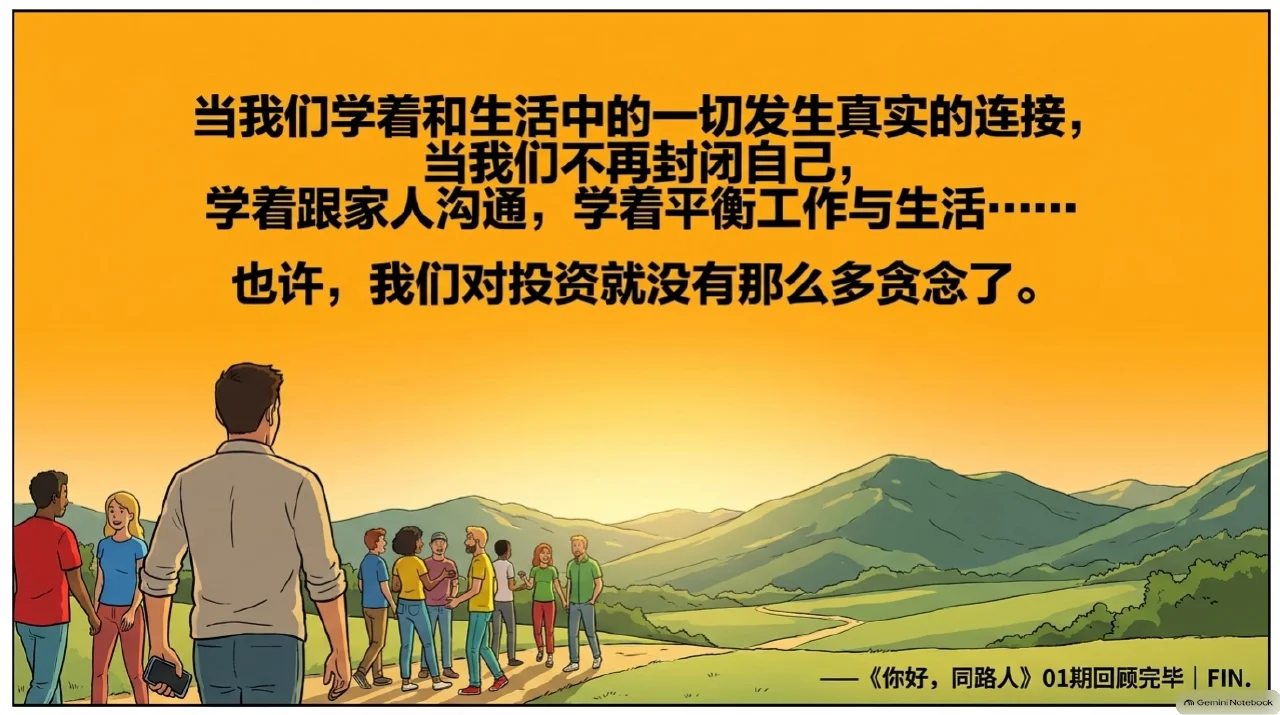 当我们学着和生活中的一切发生真实的连接，
当我们不再封闭自己，
学着跟家人沟通，学着平衡工作与生活……
也许，我们对投资就没有那么多贪念了。
——《你好，同路人》01期回顾完毕｜FIN.
Gemini Notebook